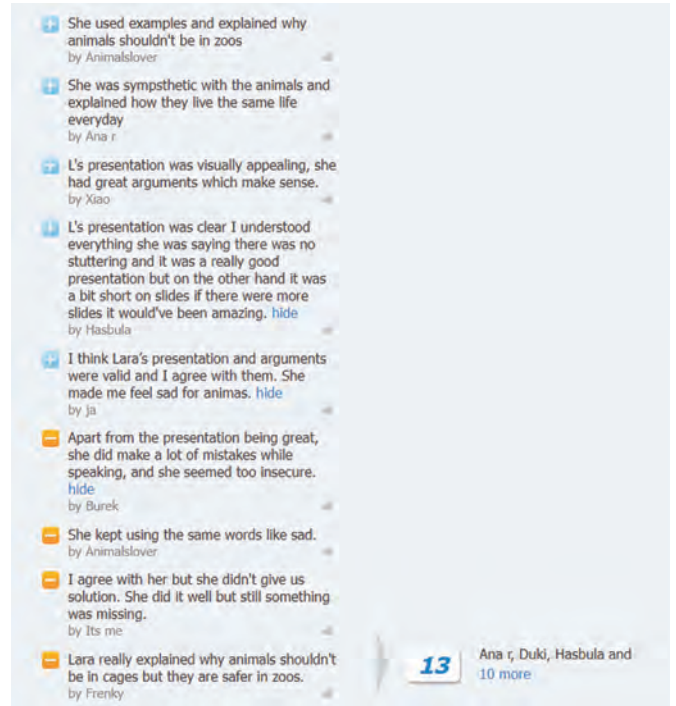 She used examples and explained why
animals shouldn't be in zoos
by Animalslover
She was sympsthetic with the animals and
explained how they live the same life
everyday
by Ana r
L's presentation was visually appealing, she
had great arguments which make sense.
by Xiao
L's presentation was clear I understood
everything she was saying there was no
stuttering and it was a really good
presentation but on the other hand it was
a bit short on slides if there were more
slides it would've been amazing. hide
by Hasbula
I think Lara's presentation and arguments
were valid and I agree with them. She
made me feel sad for animas. hide
by ja
Apart from the presentation being great,
she did make a lot of mistakes while
speaking, and she seemed too insecure.
hide
by Burek
She kept using the same words like sad.
by Animalslover
I agree with her but she didn't give us
solution. She did it well but still something
was missing.
by Its me
Lara really explained why animals shouldn't
be in cages but they are safer in zoos.
by Frenky
13
Ana r, Duki, Hasbula and
10 more